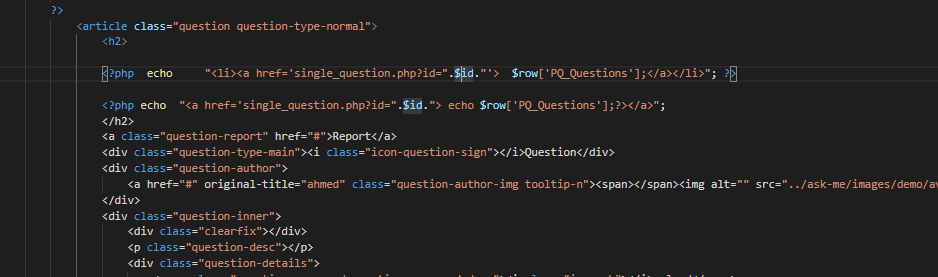 ?>
<article class="question question-type-normal">
<h2>
<?php  echo    "<li><a href='single_question.php?id=".$id."'>  $row['PQ_Questions'];</a></li>"; ?>
<?php echo  "<a href='single_question.php?id=".$id."> echo $row['PQ_Questions'];?></a>";
</h2>
<a class="question-report" href="#">Report</a>
<div class="question-type-main"><i class="icon-question-sign"></i>Question</div>
<div class="question-author">
<a href="#" original-title="ahmed" class="question-author-img tooltip-n"><span></span><img alt="" src="../ask-me/images/demo/av
</div>
<div class="question-inner">
<div class="clearfix"></div>
<p class="question-desc"></p>
<div class="question-details">